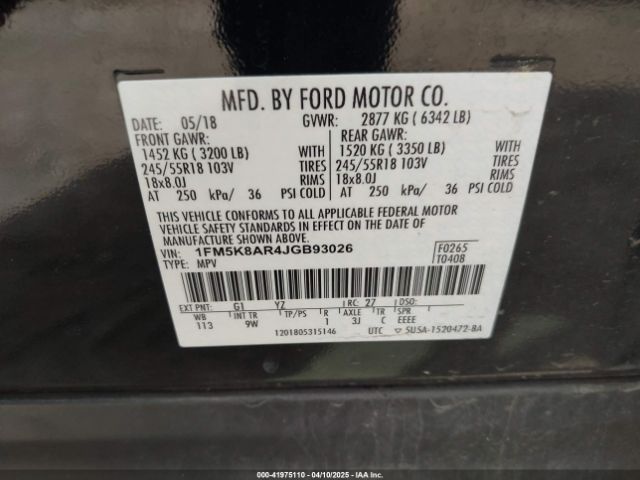 MFD. BY FORD MOTOR CO.
DATE: 05/18 GVWR: 2877 KG ( 6342 LB)
FRONT GAWR: REAR GAWR:
1452 KG ( 3200 LB) WITH 1520 KG ( 3350 LB) WITH
245/55R18 103V TIRES 245/55R18 103V TIRES
18x8.0J RIMS 18x8.0J RIMS
AT 250 kPa/ 36 PSI COLD AT 250 kPa/ 36 PSI COLD
THIS VEHICLE CONFORMS TO ALL APPLICABLE FEDERAL MOTOR
VEHICLE SAFETY STANDARDS IN EFFECT ON THE DATE OF
MANUFACTURE SHOWN ABOVE.
VIN: 1FM5K8AR4JGB93026 F0265
TYPE: MPV T0408
EXT PNT: G1 YZ RC: 27 DSO:
WB INT TR TP/PS R AXLE TR SPR
113 9W 1 3J C EEEE
1201805315146 UTC SU5A-1520472-BA
000-41975110 - 04/10/2025 - IAA Inc.